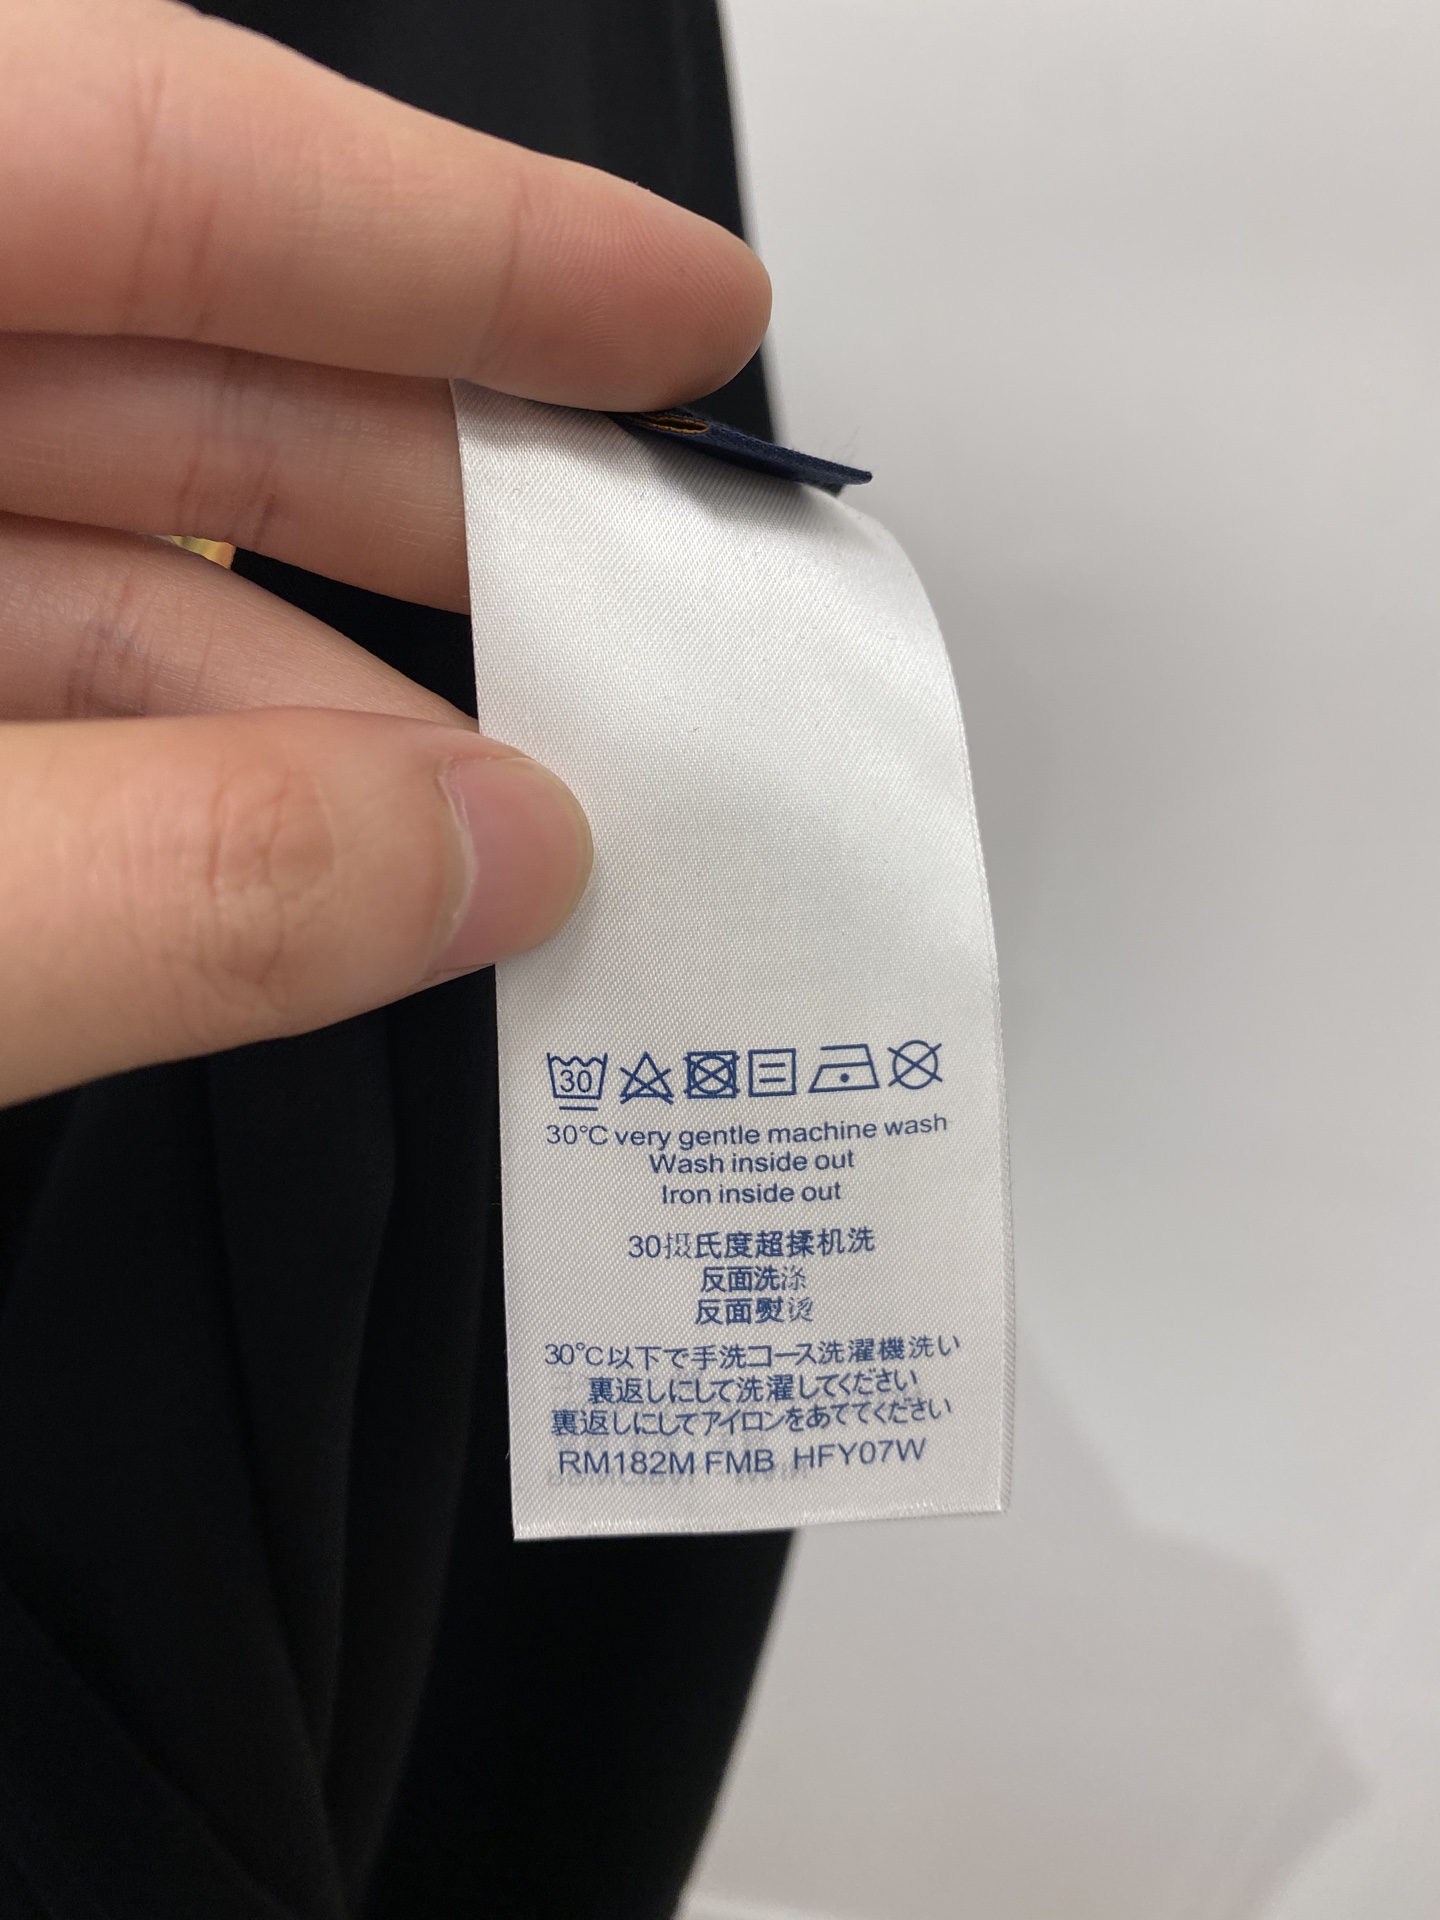 30
30°C very gentle machine wash
Wash inside out
Iron inside out
30摄氏度超揉机洗
反面洗涤
反面熨烫
30°C以下で手洗コース洗濯機洗い
裏返しにして洗濯してください
裏返しにしてアイロンをあててください
RM182M FMB HFY07W